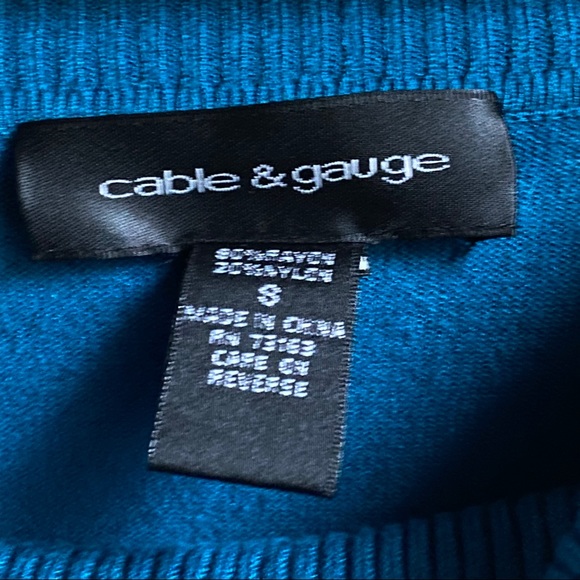 cable & gauge
80% RAYON
20% NYLON
S
MADE IN CHINA
RN 73163
CARE ON
REVERSE